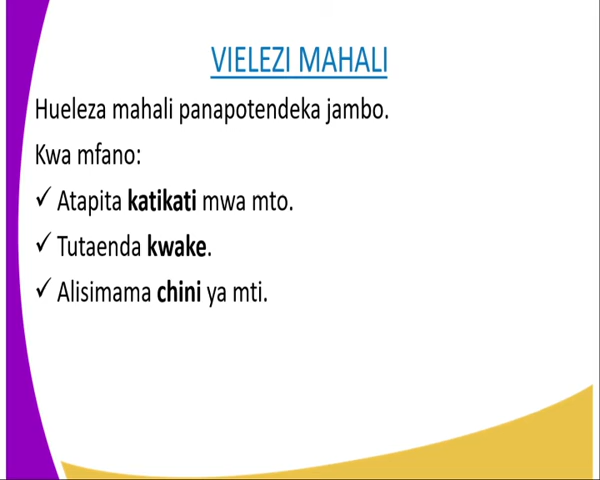 VIELEZI MAHALI
Hueleza mahali panapotendeka jambo.
Kwa mfano:
✓ Atapita katikati mwa mto.
✓ Tutaenda kwake.
✓ Alisimama chini ya mti.